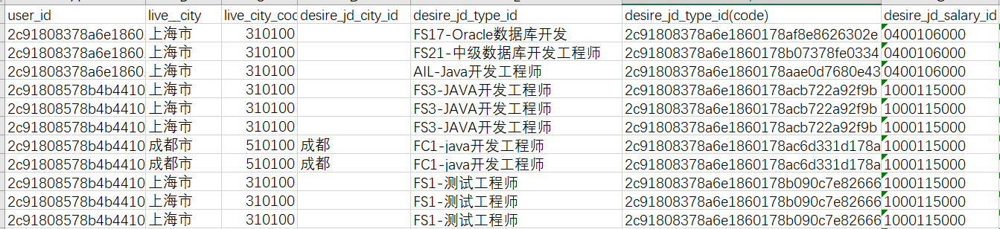 user_id live__city live_city_cod desire_jd_city_id desire_jd_type_id desire_jd_type_id(code) desire_jd_salary_id
2c91808378a6e1860 上海市 310100 FS17-Oracle数据库开发 2c91808378a6e1860178af8e8626302e 0400106000
2c91808378a6e1860 上海市 310100 FS21-中级数据库开发工程师 2c91808378a6e1860178b07378fe0334 0400106000
2c91808378a6e1860 上海市 310100 AIL-Java开发工程师 2c91808378a6e1860178aae0d7680e43 0400106000
2c91808578b4b4410 上海市 310100 FS3-JAVA开发工程师 2c91808378a6e1860178acb722a92f9b 1000115000
2c91808578b4b4410 上海市 310100 FS3-JAVA开发工程师 2c91808378a6e1860178acb722a92f9b 1000115000
2c91808578b4b4410 上海市 310100 FS3-JAVA开发工程师 2c91808378a6e1860178acb722a92f9b 1000115000
2c91808578b4b4410 成都市 510100 成都 FC1-java开发工程师 2c91808378a6e1860178ac6d331d178a 1000115000
2c91808578b4b4410 成都市 510100 成都 FC1-java开发工程师 2c91808378a6e1860178ac6d331d178a 1000115000
2c91808578b4b4410 上海市 310100 FS1-测试工程师 2c91808378a6e1860178b090c7e82666 1000115000
2c91808578b4b4410 上海市 310100 FS1-测试工程师 2c91808378a6e1860178b090c7e82666 1000115000
2c91808578b4b4410 上海市 310100 FS1-测试工程师 2c91808378a6e1860178b090c7e82666 1000115000